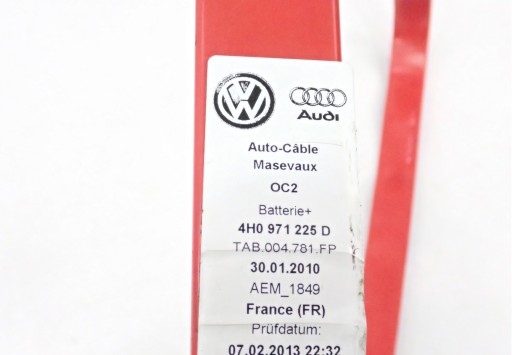 Audi
Auto-Câble
Masevaux
OC2
Batterie+
4H0 971 225 D
TAB.004.781.FP
30.01.2010
AEM_1849
France (FR)
Prüfdatum:
07.02.2013 22:32